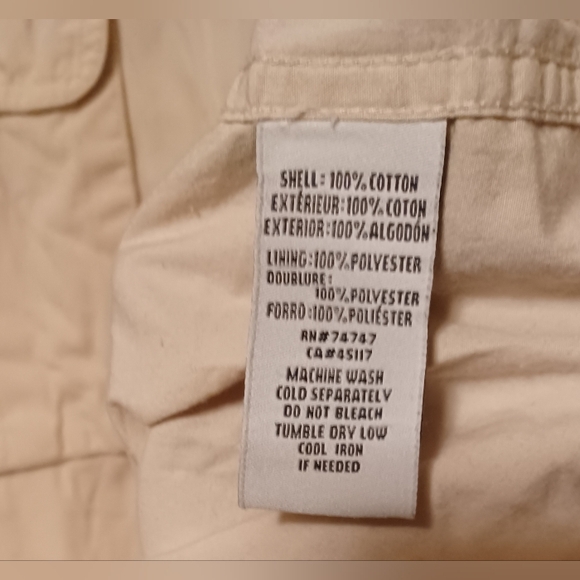 SHELL: 100% COTTON
EXTÉRIEUR:100% COTON
EXTERIOR:100% ALGODÓN
LINING:100% POLYESTER
DOUBLURE:
100% POLYESTER
FORRO:100% POLIÉSTER
RN#74747
CA#45117
MACHINE WASH
COLD SEPARATELY
DO NOT BLEACH
TUMBLE DRY LOW
COOL IRON
IF NEEDED